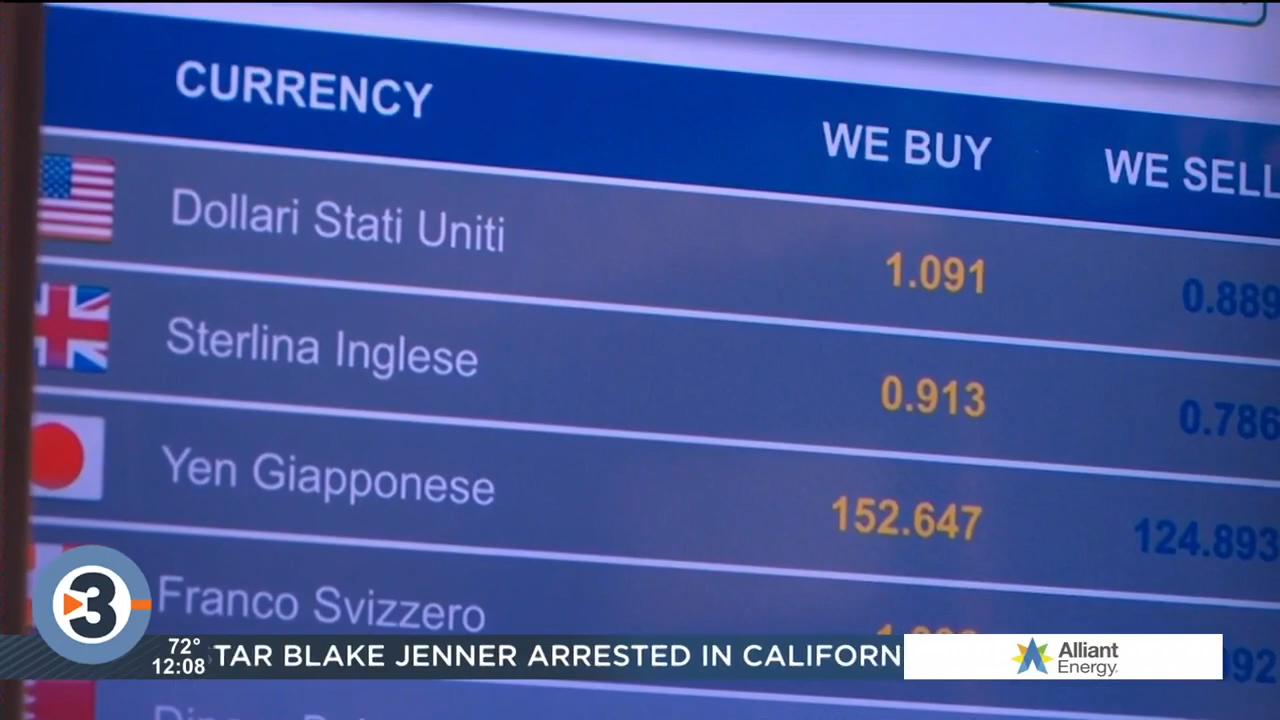 CURRENCY WE BUY WE SELL
Dollari Stati Uniti 1.091 0.889
Sterlina Inglese 0.913 0.786
Yen Giapponese 152.647 124.893
Franco Svizzero
3
72°
12:08
TAR BLAKE JENNER ARRESTED IN CALIFORN
Alliant
Energy